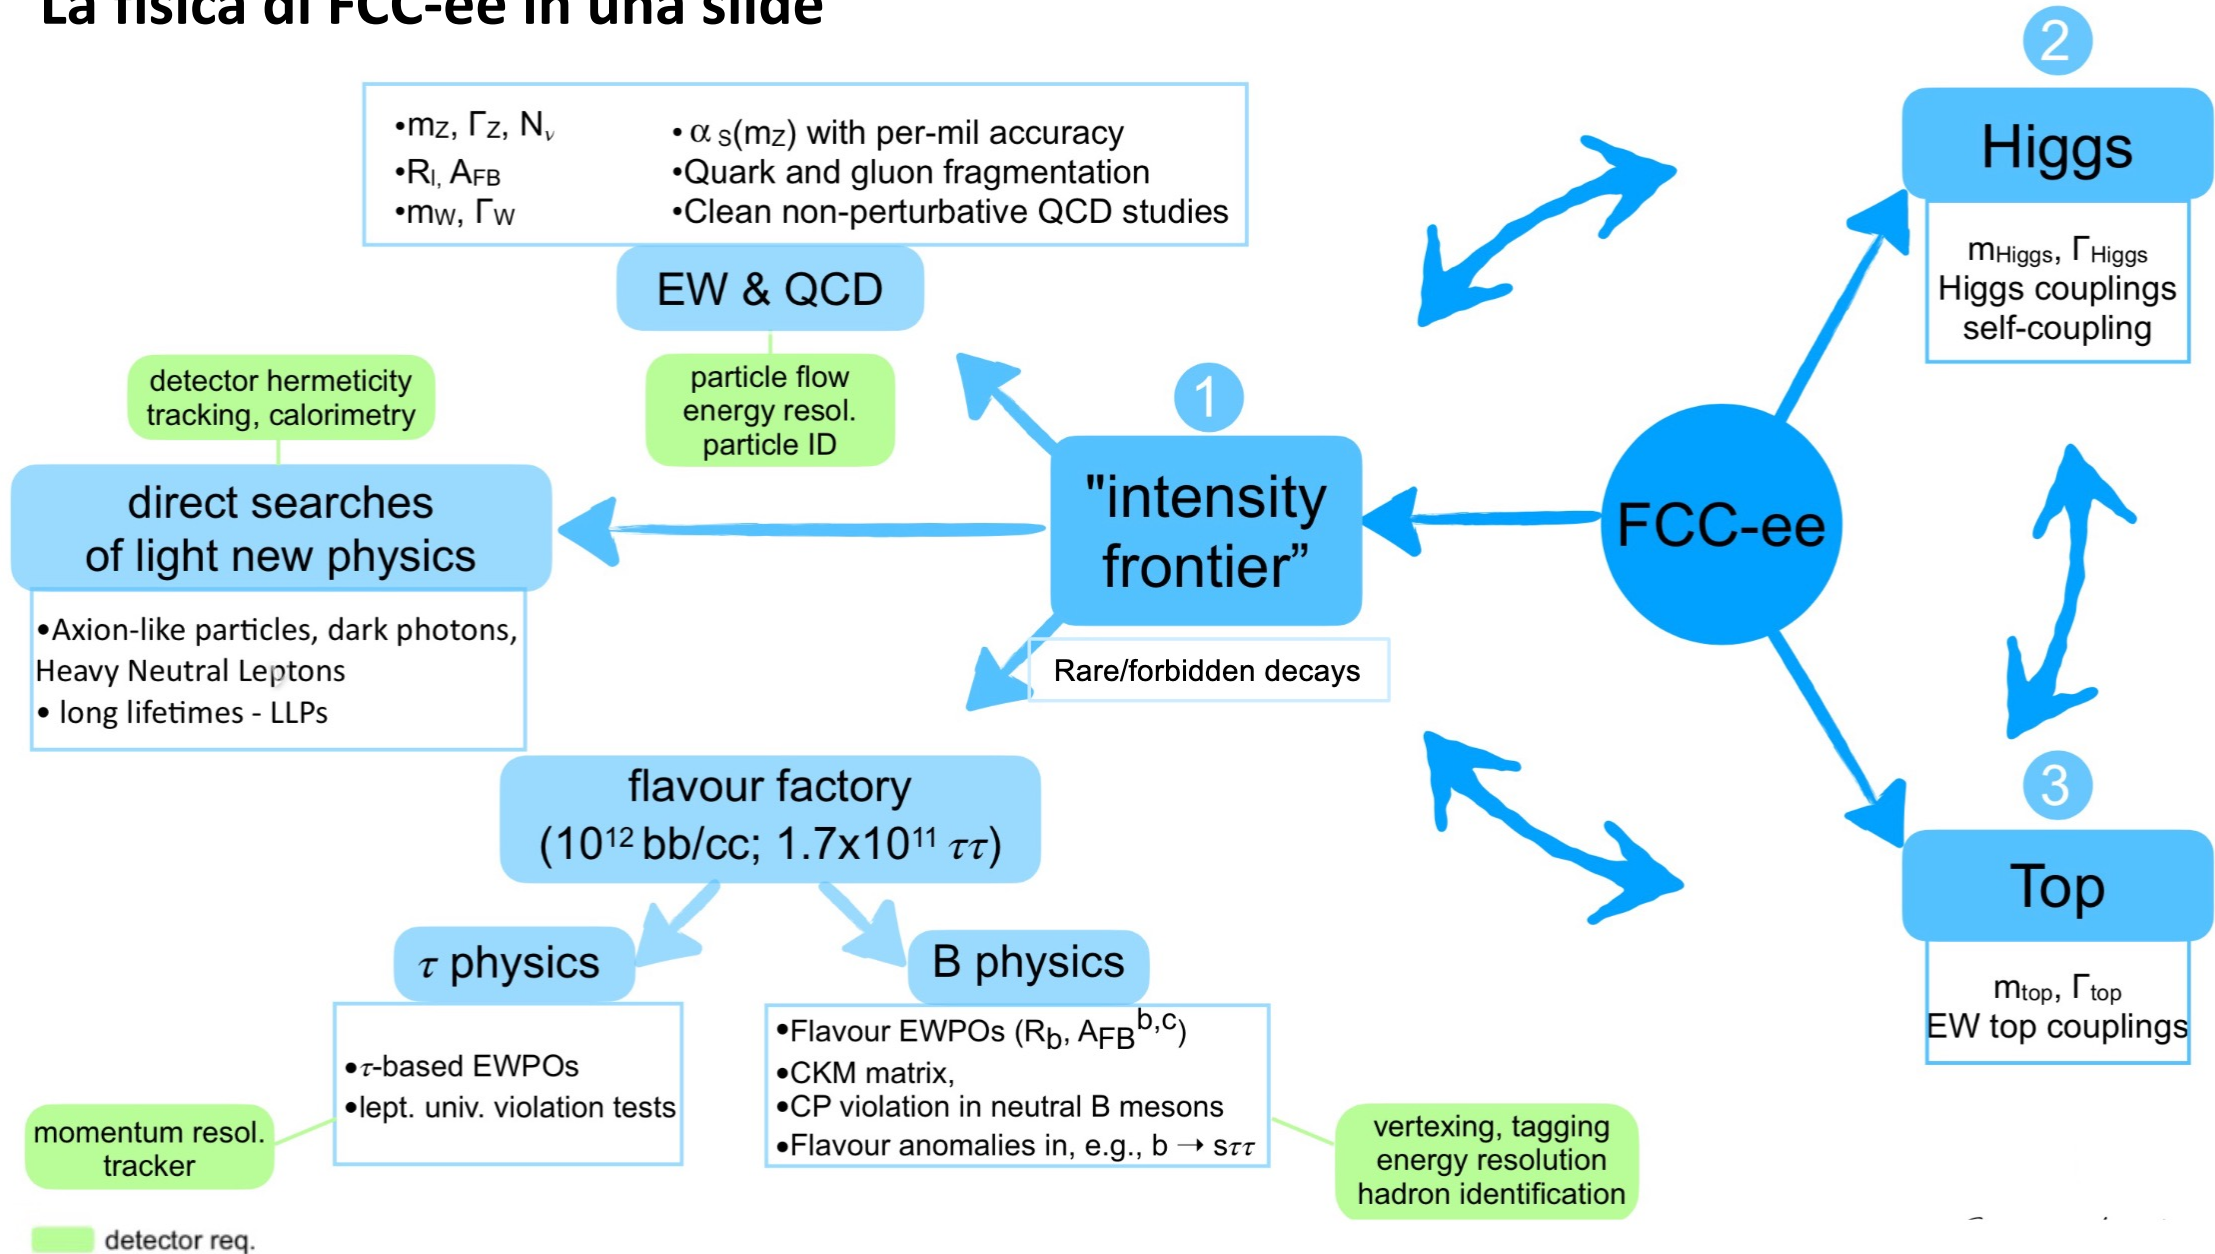 La fisica di FCC-ee in una slide
2
Higgs
mHiggs, ΓHiggs
Higgs couplings
self-coupling
•mZ, ΓZ, Nν
•Rl, AFB
•mW, ΓW
• αS(mZ) with per-mil accuracy
•Quark and gluon fragmentation
•Clean non-perturbative QCD studies
EW & QCD
particle flow
energy resol.
particle ID
detector hermeticity
tracking, calorimetry
direct searches
of light new physics
•Axion-like particles, dark photons,
Heavy Neutral Leptons
• long lifetimes - LLPs
1
"intensity
frontier”
Rare/forbidden decays
FCC-ee
flavour factory
(10¹² bb/cc; 1.7x10¹¹ ττ)
τ physics
•τ-based EWPOs
•lept. univ. violation tests
momentum resol.
tracker
B physics
•Flavour EWPOs (Rb, AFBb,c)
•CKM matrix,
•CP violation in neutral B mesons
•Flavour anomalies in, e.g., b → sττ
vertexing, tagging
energy resolution
hadron identification
3
Top
mtop, Γtop
EW top couplings
detector req.